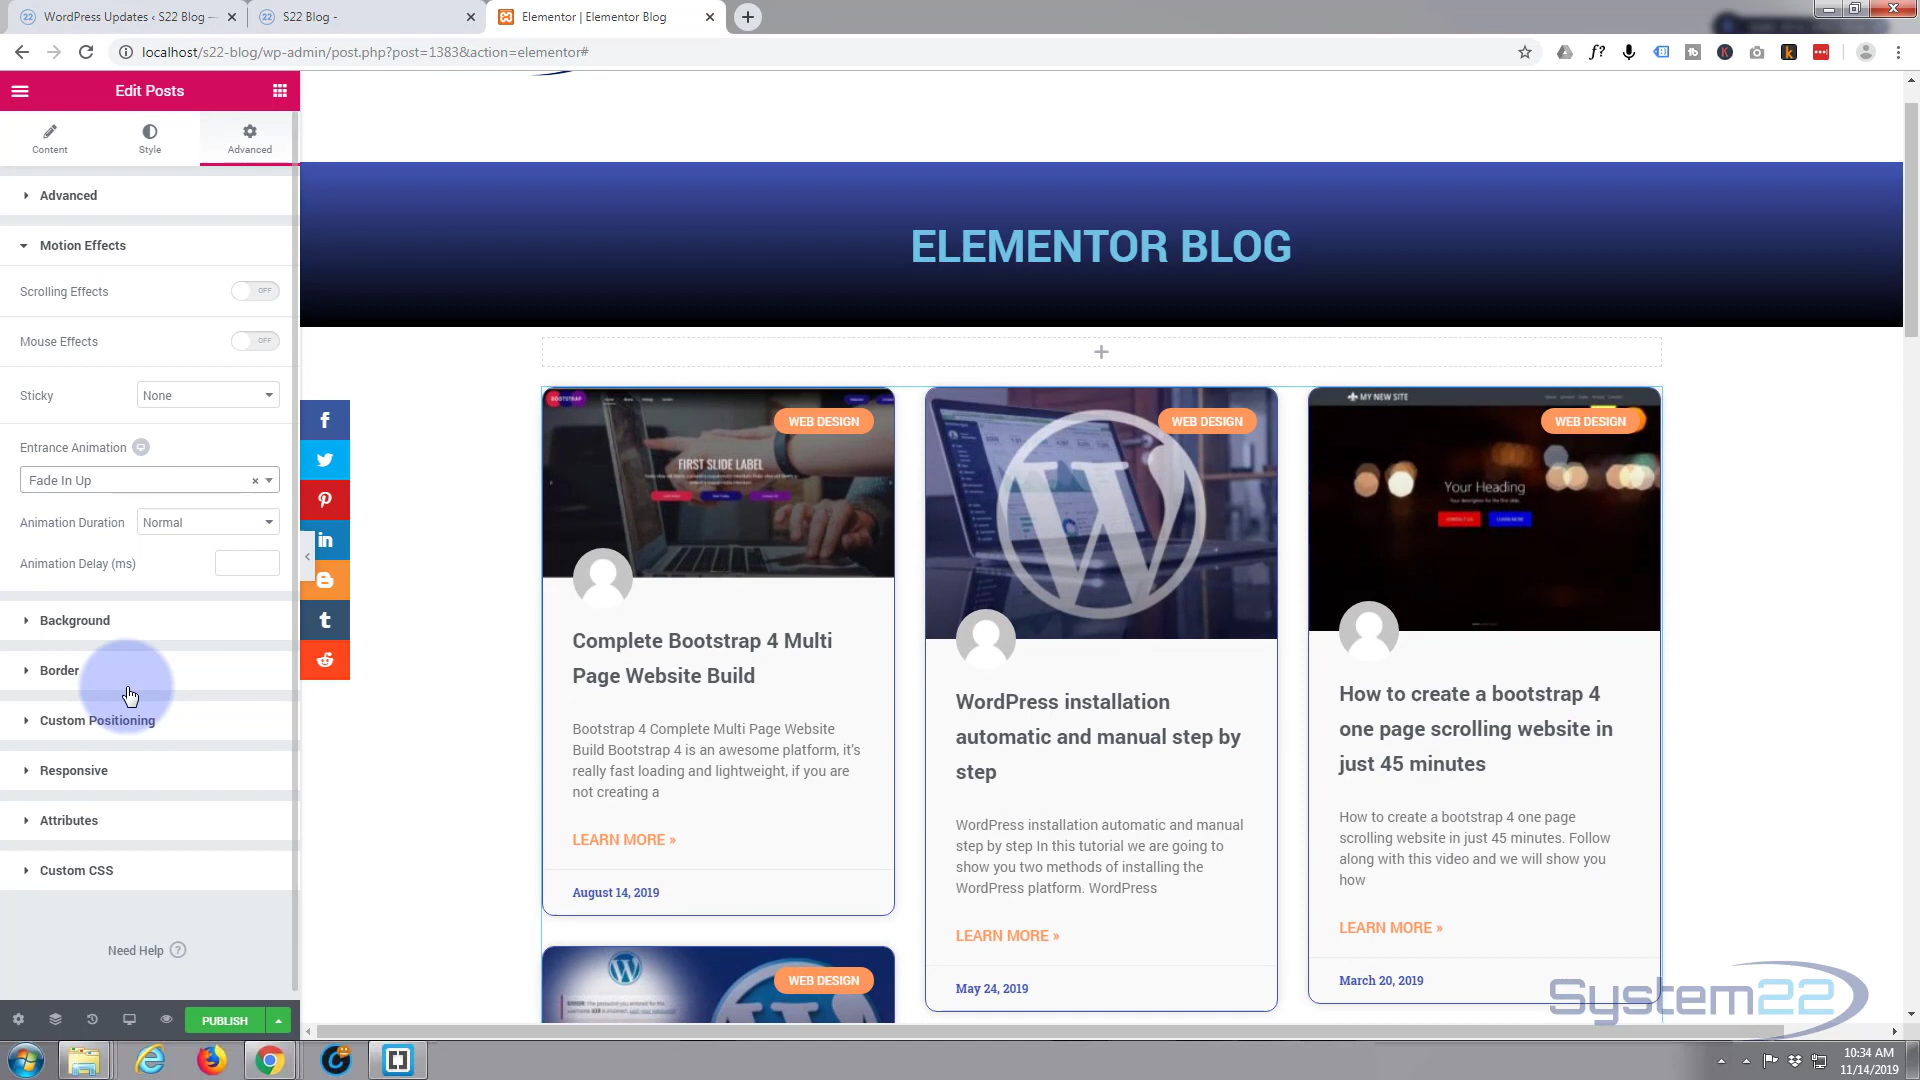 WordPress Updates ‹ S22 Blog —
S22 Blog -
Elementor | Elementor Blog
localhost/s22-blog/wp-admin/post.php?post=1383&action=elementor#
Edit Posts
Content
Style
Advanced
Advanced
Motion Effects
Scrolling Effects
OFF
Mouse Effects
OFF
Sticky
None
Entrance Animation
Fade In Up
Animation Duration
Normal
Animation Delay (ms)
Background
Border
Custom Positioning
Responsive
Attributes
Custom CSS
Need Help
PUBLISH
ELEMENTOR BLOG
BOOTSTRAP
WEB DESIGN
FIRST SLIDE LABEL
Complete Bootstrap 4 Multi
Page Website Build
Bootstrap 4 Complete Multi Page Website
Build Bootstrap 4 is an awesome platform, it's
really fast loading and lightweight, if you are
not creating a
LEARN MORE »
August 14, 2019
WEB DESIGN
WordPress installation
automatic and manual step by
step
WordPress installation automatic and manual
step by step In this tutorial we are going to
show you two methods of installing the
WordPress platform. WordPress
LEARN MORE »
May 24, 2019
MY NEW SITE
WEB DESIGN
Your Heading
CONTACT US
LEARN MORE
How to create a bootstrap 4
one page scrolling website in
just 45 minutes
How to create a bootstrap 4 one page
scrolling website in just 45 minutes. Follow
along with this video and we will show you
how
LEARN MORE »
March 20, 2019
WEB DESIGN
System22
10:34 AM
11/14/2019